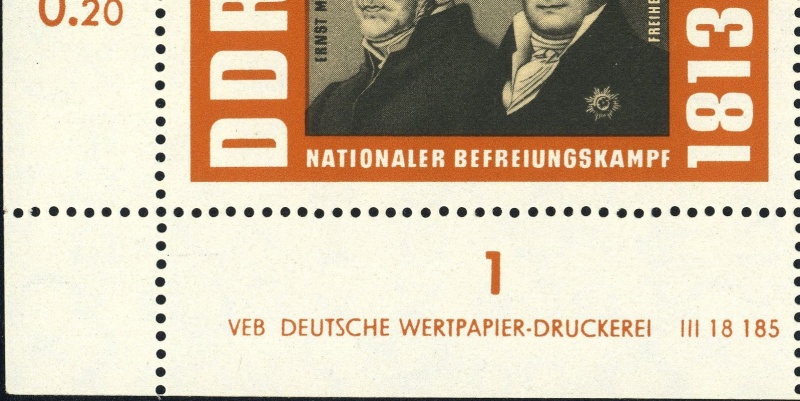 0.20
DDR
ERNST M
FREIHE
1813
NATIONALER BEFREIUNGSKAMPF
1
VEB DEUTSCHE WERTPAPIER-DRUCKEREI III 18 185